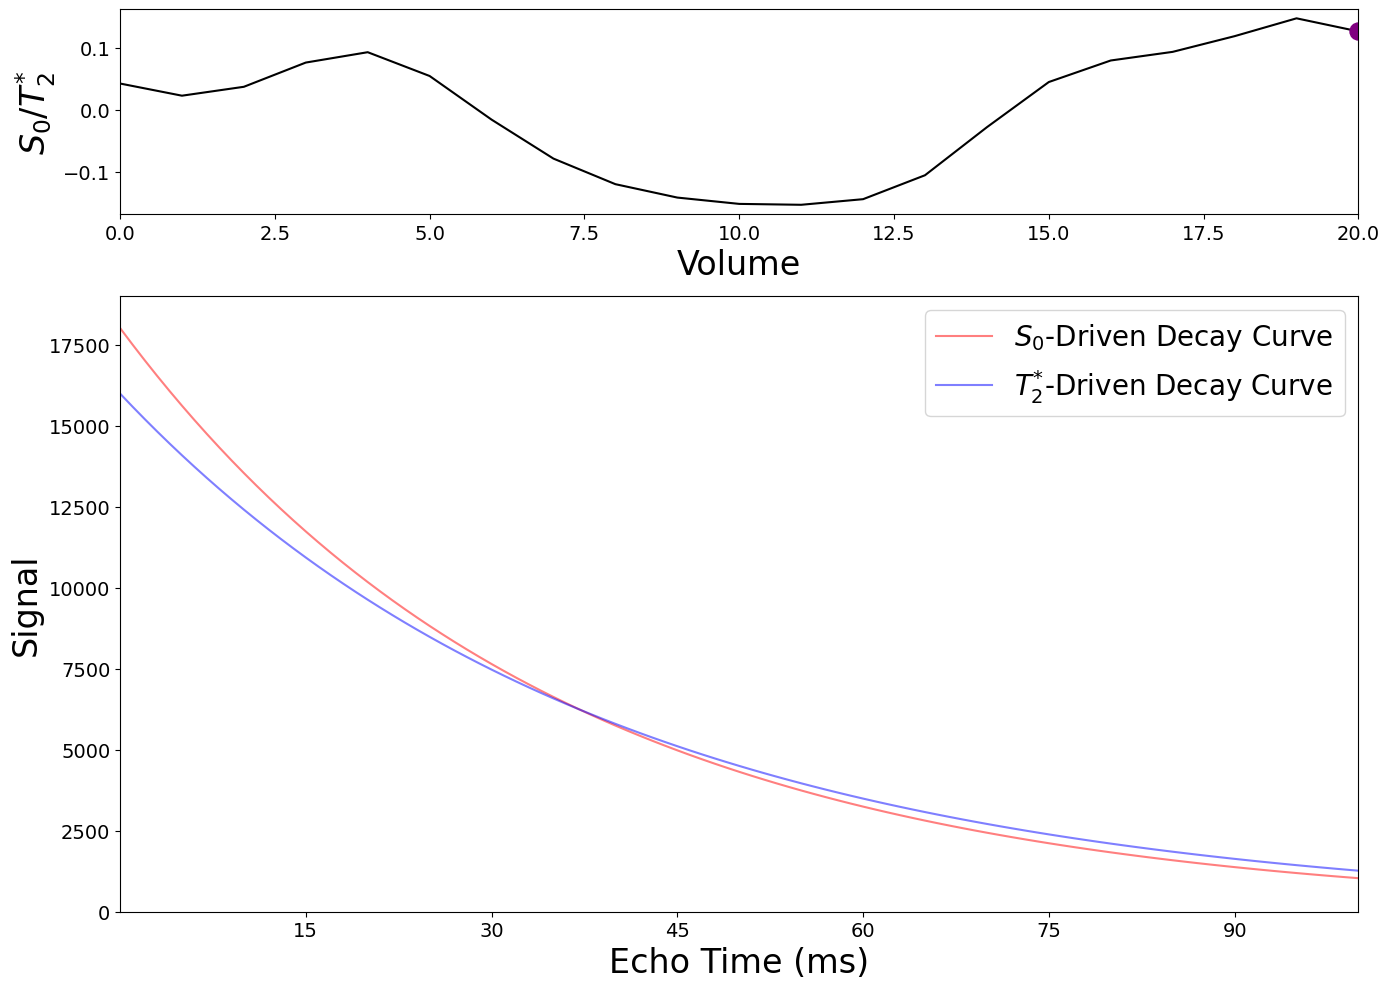 S₀/T₂*
0.1
0.0
−0.1
0.0 2.5 5.0 7.5 10.0 12.5 15.0 17.5 20.0
Volume
S₀-Driven Decay Curve
T₂*-Driven Decay Curve
Signal
17500
15000
12500
10000
7500
5000
2500
0
15 30 45 60 75 90
Echo Time (ms)